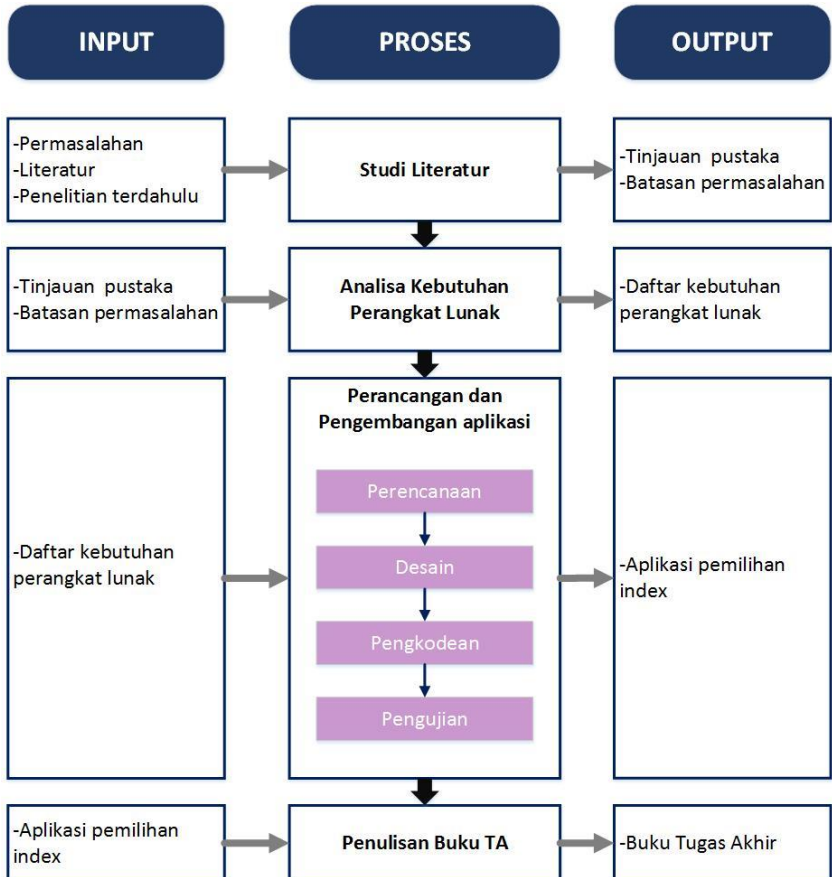 INPUT
PROSES
OUTPUT
-Permasalahan
-Literatur
-Penelitian terdahulu
Studi Literatur
-Tinjauan pustaka
-Batasan permasalahan
-Tinjauan pustaka
-Batasan permasalahan
Analisa Kebutuhan
Perangkat Lunak
-Daftar kebutuhan
perangkat lunak
-Daftar kebutuhan
perangkat lunak
Perancangan dan
Pengembangan aplikasi
Perencanaan
Desain
Pengkodean
Pengujian
-Aplikasi pemilihan
index
-Aplikasi pemilihan
index
Penulisan Buku TA
-Buku Tugas Akhir